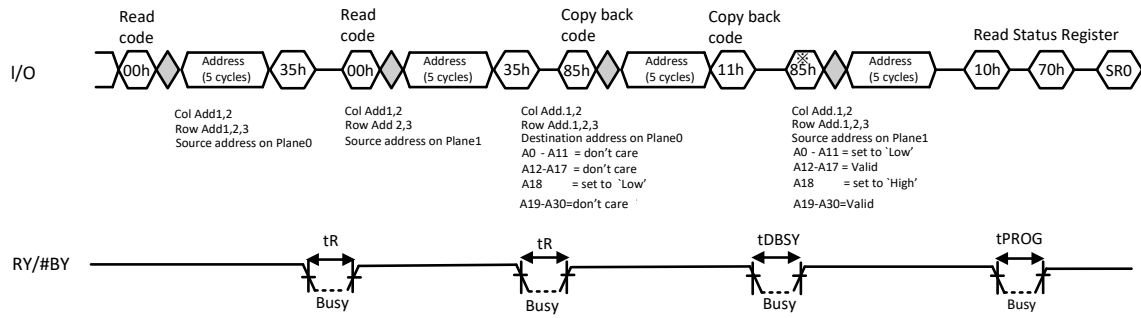 Read
code
Read
code
Copy back
code
Copy back
code
Read Status Register
I/O
00h
Address
(5 cycles)
35h
00h
Address
(5 cycles)
35h
85h
Address
(5 cycles)
11h
※
85h
Address
(5 cycles)
10h
70h
SR0
Col Add1,2
Row Add1,2,3
Source address on Plane0
Col Add1,2
Row Add 2,3
Source address on Plane1
Col Add.1,2
Row Add.1,2,3
Destination address on Plane0
A0 - A11 = don't care
A12-A17 = don't care
A18 = set to `Low'
A19-A30=don't care
Col Add.1,2
Row Add.1,2,3
Source address on Plane1
A0 - A11 = set to `Low'
A12-A17 = Valid
A18 = set to `High'
A19-A30=Valid
RY/#BY
tR
Busy
tR
Busy
tDBSY
Busy
tPROG
Busy